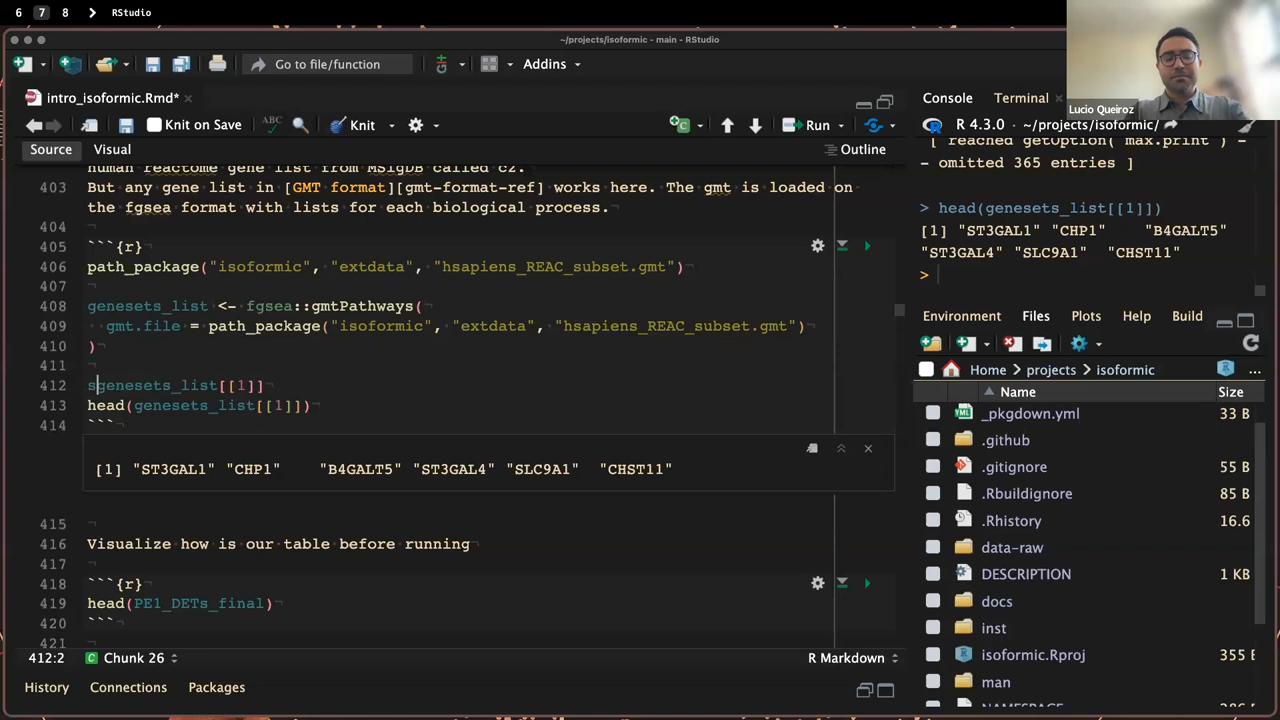 6 7 8 RStudio
~/projects/isoformic - main - RStudio
Go to file/function
Addins
Lucio Queiroz
intro_isoformic.Rmd*
Knit on Save
ABC
Knit
Run
Source
Visual
Outline
human reactome gene list from MSigDB called c2.
403 But any gene list in [GMT format][gmt-format-ref] works here. The gmt is loaded on
the fgsea format with lists for each biological process.
404
405 ```{r}
406 path_package("isoformic", "extdata", "hsapiens_REAC_subset.gmt")
407
408 genesets_list <- fgsea::gmtPathways(
409 gmt.file = path_package("isoformic", "extdata", "hsapiens_REAC_subset.gmt")
410 )
411
412 sgenesets_list[[1]]
413 head(genesets_list[[1]])
414 ```
[1] "ST3GAL1" "CHP1" "B4GALT5" "ST3GAL4" "SLC9A1" "CHST11"
415
416 Visualize how is our table before running
417
418 ```{r}
419 head(PE1_DETs_final)
420 ```
421
412:2 Chunk 26
R Markdown
History Connections Packages
Console Terminal
R 4.3.0 · ~/projects/isoformic/
[ reached getOption("max.print") -
- omitted 365 entries ]
> head(genesets_list[[1]])
[1] "ST3GAL1" "CHP1" "B4GALT5"
"ST3GAL4" "SLC9A1" "CHST11"
>
Environment Files Plots Help Build
Home projects isoformic ...
Name Size
_pkgdown.yml 33 B
.github
.gitignore 55 B
.Rbuildignore 85 B
.Rhistory 16.6
data-raw
DESCRIPTION 1 KB
docs
inst
isoformic.Rproj 355 B
man